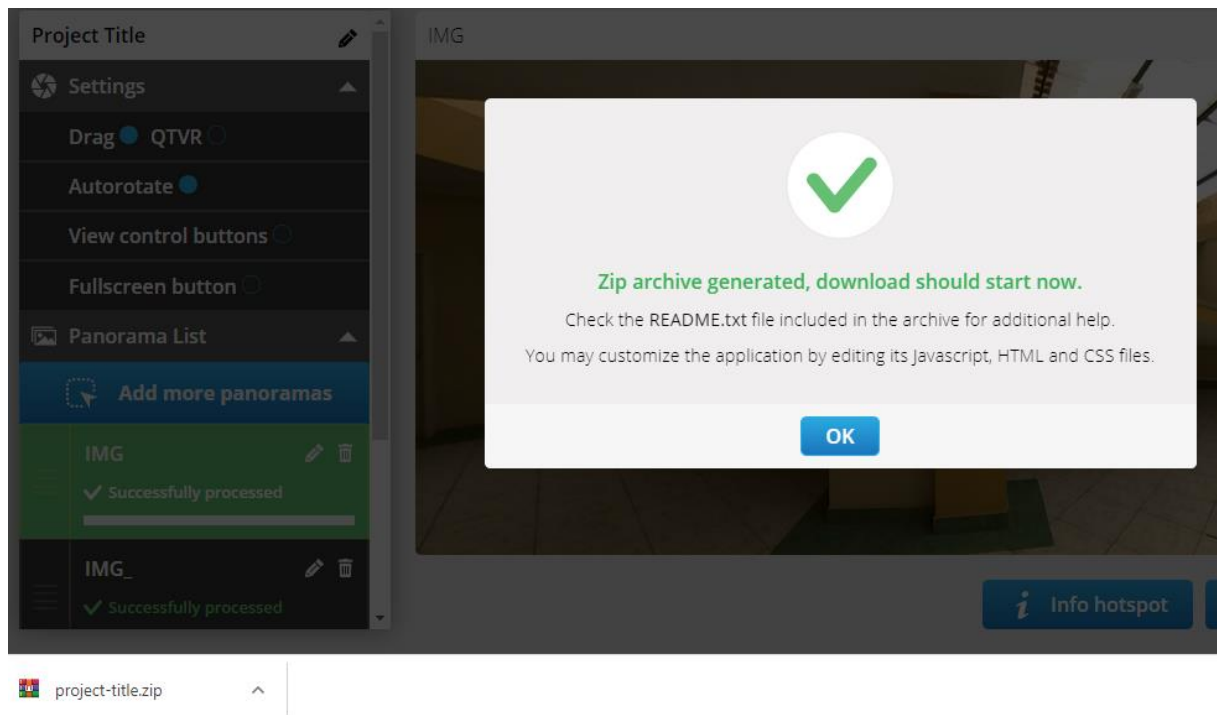 Project Title
Settings
Drag QTVR
Autorotate
View control buttons
Fullscreen button
Panorama List
Add more panoramas
IMG
Successfully processed
IMG_
Successfully processed
IMG
Zip archive generated, download should start now.
Check the README.txt file included in the archive for additional help.
You may customize the application by editing its Javascript, HTML and CSS files.
OK
i Info hotspot
project-title.zip